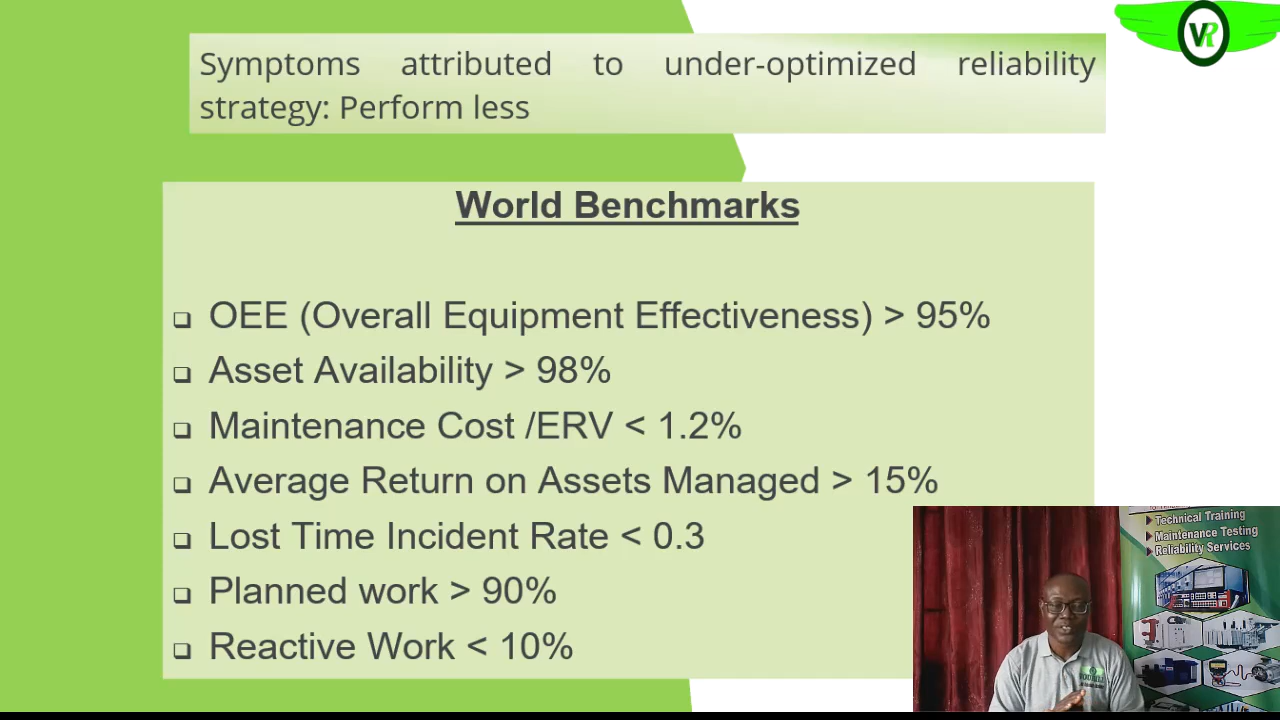 Symptoms attributed to under-optimized reliability
strategy: Perform less
VR
World Benchmarks
OEE (Overall Equipment Effectiveness) > 95%
Asset Availability > 98%
Maintenance Cost /ERV < 1.2%
Average Return on Assets Managed > 15%
Lost Time Incident Rate < 0.3
Planned work > 90%
Reactive Work < 10%
Technical Training
Maintenance Testing
Reliability Services